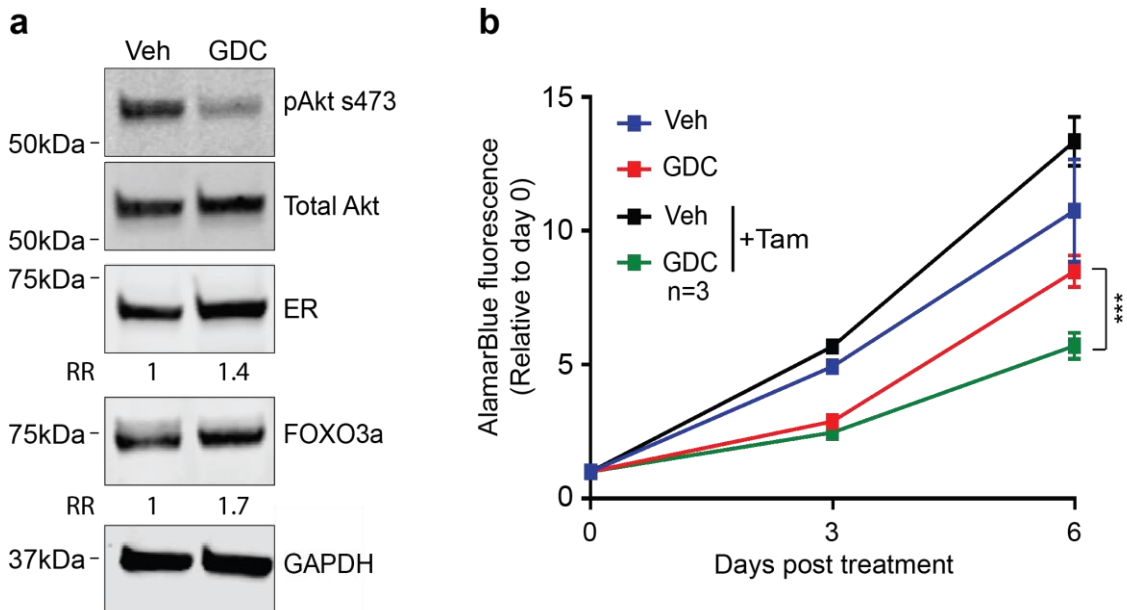 a
Veh GDC
pAkt s473
50kDa -
Total Akt
50kDa -
75kDa -
ER
RR 1 1.4
75kDa -
FOXO3a
RR 1 1.7
37kDa -
GAPDH
b
AlamarBlue fluorescence
(Relative to day 0)
15
10
5
0
Veh
GDC
Veh
GDC
+Tam
n=3
***
0 3 6
Days post treatment